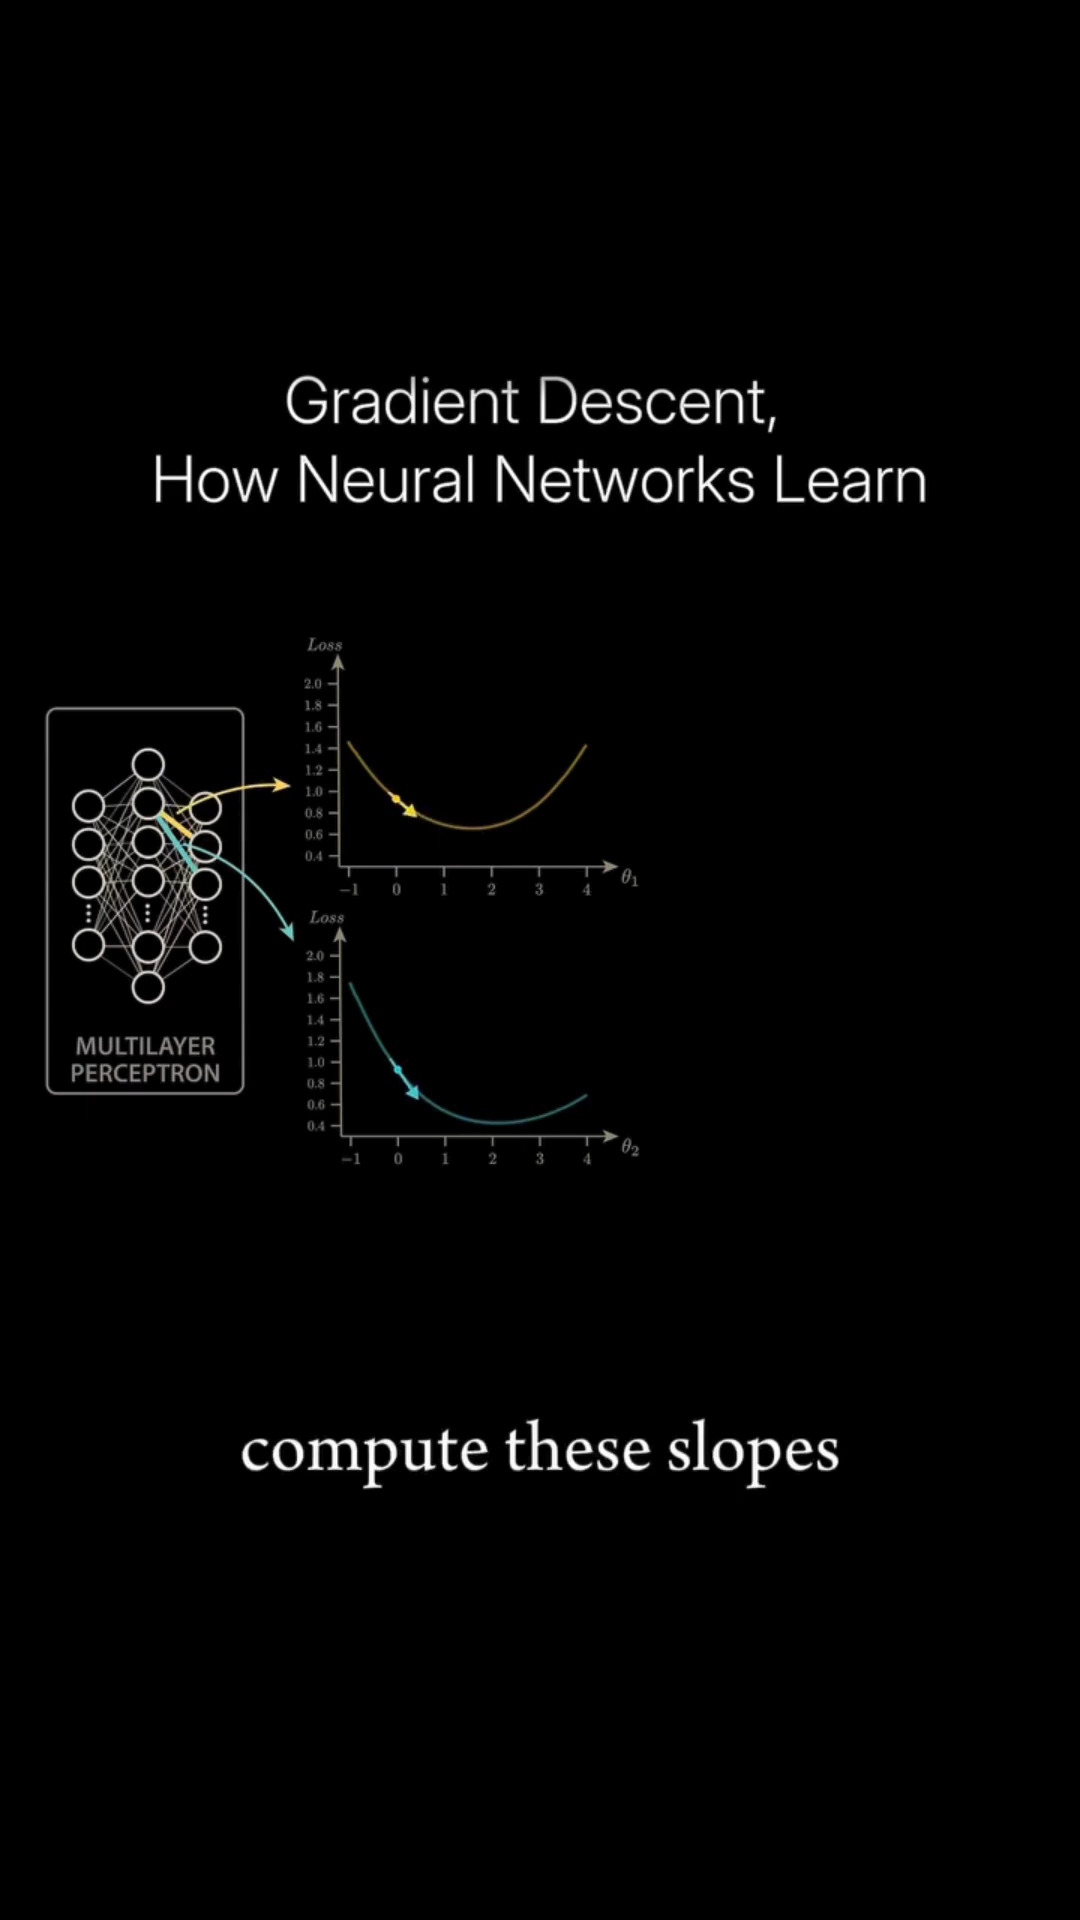 Gradient Descent,
How Neural Networks Learn
Loss
2.0
1.8
1.6
1.4
1.2
1.0
0.8
0.6
0.4
−1 0 1 2 3 4
θ₁
MULTILAYER
PERCEPTRON
Loss
2.0
1.8
1.6
1.4
1.2
1.0
0.8
0.6
0.4
−1 0 1 2 3 4
θ₂
compute these slopes